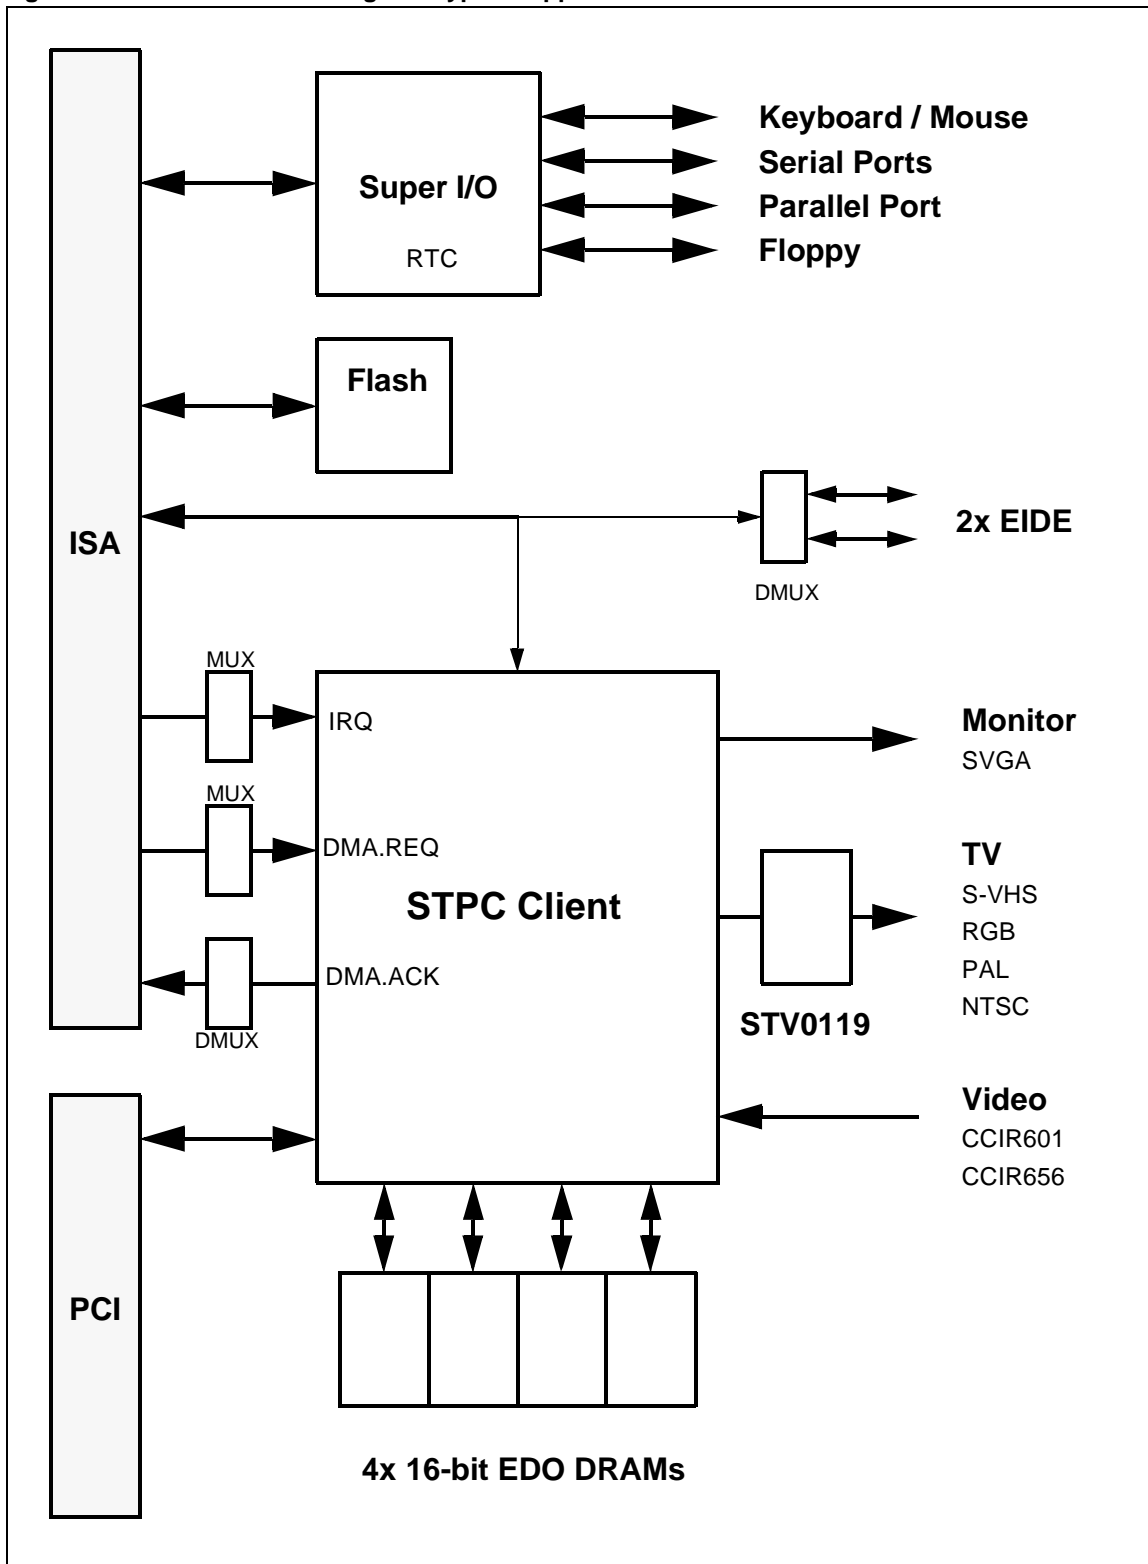 Keyboard / Mouse
Serial Ports
Super I/O
Parallel Port
RTC
Floppy
Flash
ISA
2x EIDE
DMUX
MUX
IRQ
Monitor
SVGA
MUX
DMA.REQ
TV
STPC Client
S-VHS
RGB
DMA.ACK
PAL
NTSC
STV0119
DMUX
Video
CCIR601
CCIR656
PCI
4x 16-bit EDO DRAMs